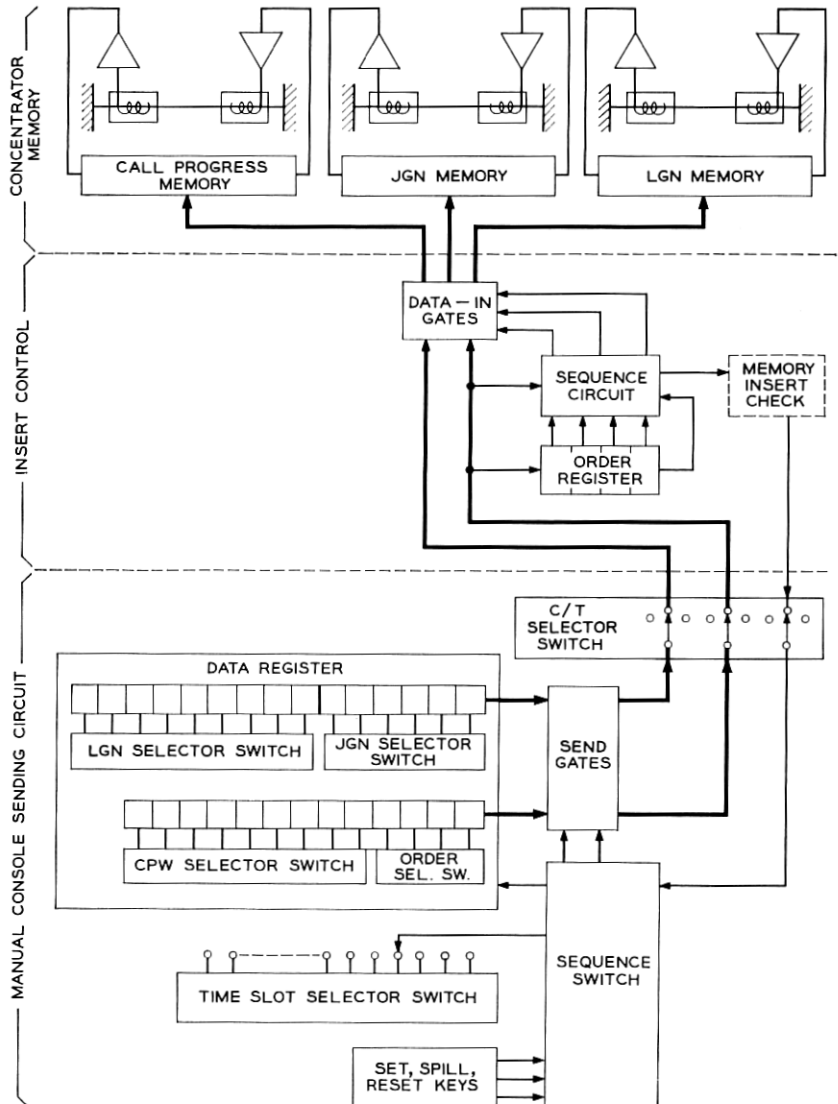 CONCENTRATOR
MEMORY
CALL PROGRESS
MEMORY
JGN MEMORY
LGN MEMORY
INSERT CONTROL
DATA — IN
GATES
SEQUENCE
CIRCUIT
MEMORY
INSERT
CHECK
ORDER
REGISTER
MANUAL CONSOLE SENDING CIRCUIT
C/T
SELECTOR
SWITCH
DATA REGISTER
LGN SELECTOR SWITCH
JGN SELECTOR
SWITCH
SEND
GATES
CPW SELECTOR SWITCH
ORDER
SEL. SW.
SEQUENCE
SWITCH
TIME SLOT SELECTOR SWITCH
SET, SPILL,
RESET KEYS